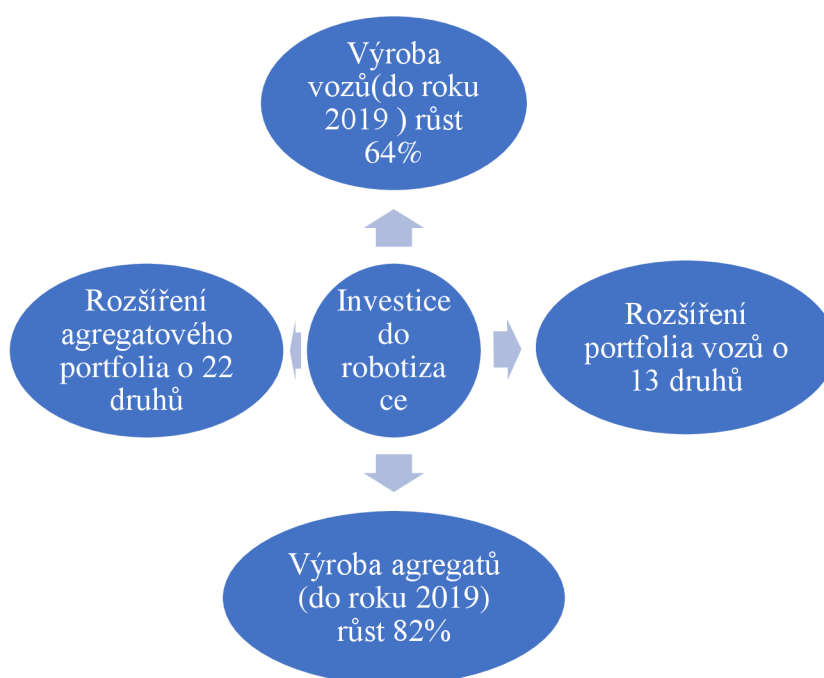 Výroba
vozů(do roku
2019 ) růst
64%
Rozšíření
agregatového
portfolia o 22
druhů
Investice
do
robotiza
ce
Rozšíření
portfolia vozů o
13 druhů
Výroba agregatů
(do roku 2019)
růst 82%